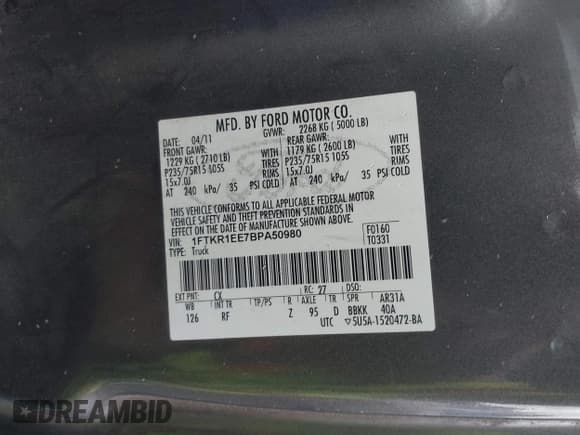 MFD. BY FORD MOTOR CO.
DATE: 04/11 GVWR: 2268 KG ( 5000 LB)
FRONT GAWR: REAR GAWR:
1229 KG ( 2710 LB) 1179 KG ( 2600 LB)
P235/75R15 105S TIRES P235/75R15 105S TIRES
15x7.0J RIMS 15x7.0J RIMS
AT 240 kPa/ 35 PSI COLD AT 240 kPa/ 35 PSI COLD
THIS VEHICLE CONFORMS TO ALL APPLICABLE FEDERAL MOTOR
VEHICLE SAFETY AND THEFT PREVENTION STANDARDS IN
EFFECT ON THE DATE OF MANUFACTURE SHOWN ABOVE.
VIN: 1FTKR1EE7BPA50980 F0160
TYPE: Truck T0331
EXT PNT: CX RC: 27 DSO:
WB INT TR TP/PS R AXLE TR SPR AR31A
126 RF Z 95 D BBKK 40A
UTC ▽5U5A-1520472-BA
DREAMBID